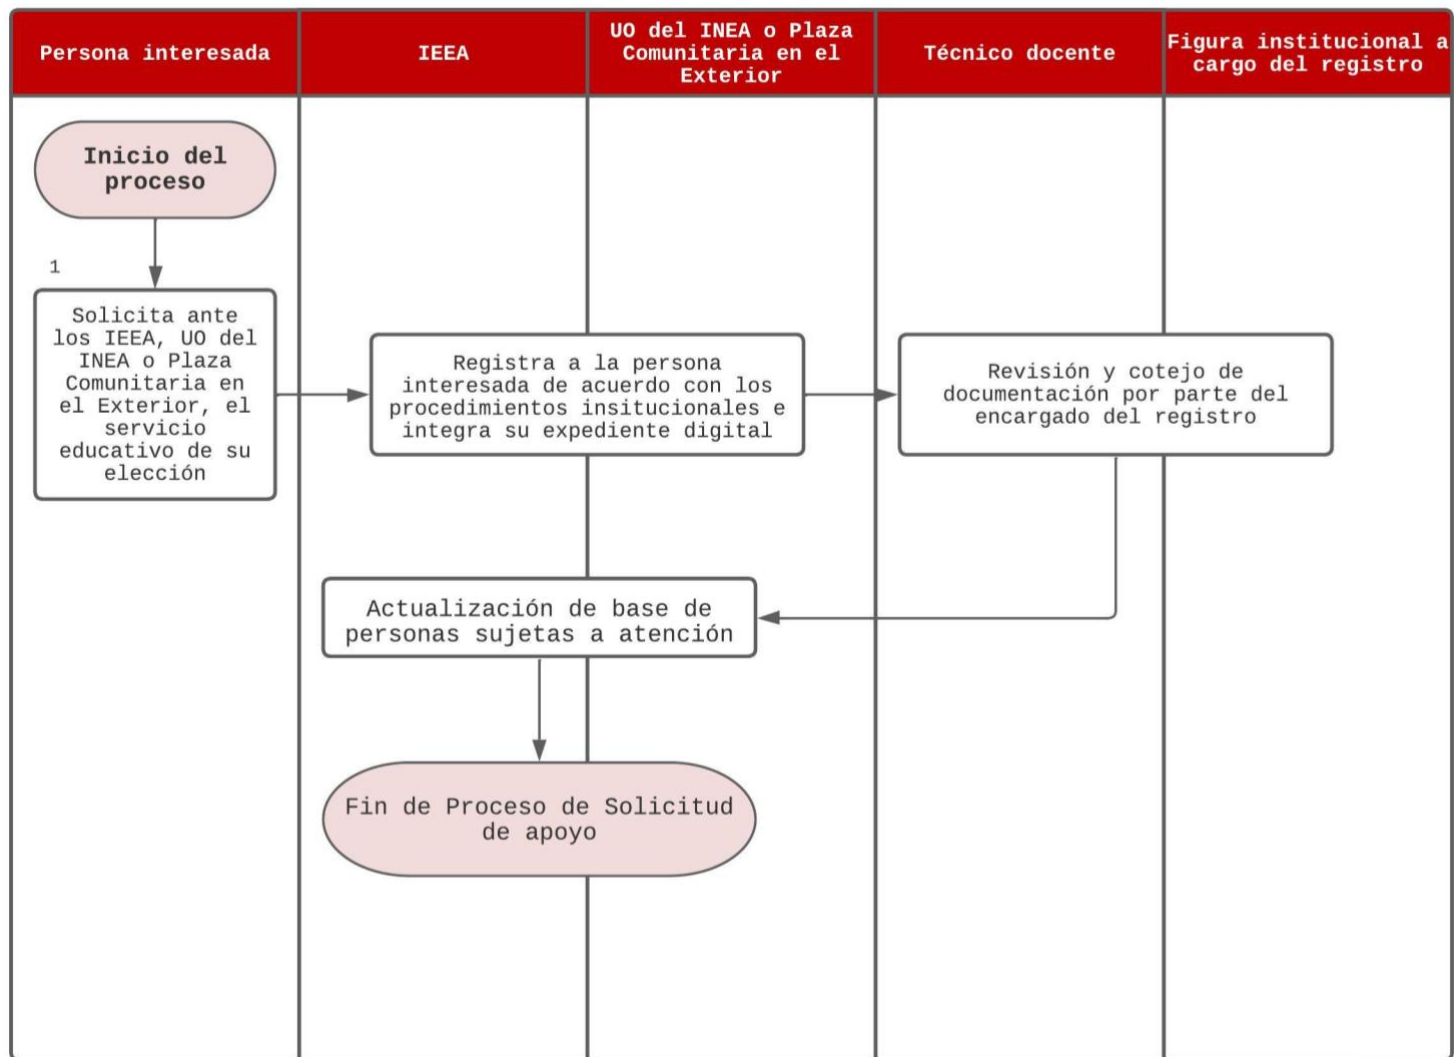 Persona interesada
IEEA
UO del INEA o Plaza
Comunitaria en el
Exterior
Técnico docente
Figura institucional a
cargo del registro
Inicio del
proceso
1
Solicita ante
los IEEA, UO del
INEA o Plaza
Comunitaria en
el Exterior, el
servicio
educativo de su
elección
Registra a la persona
interesada de acuerdo con los
procedimientos insitucionales e
integra su expediente digital
Revisión y cotejo de
documentación por parte del
encargado del registro
Actualización de base de
personas sujetas a atención
Fin de Proceso de Solicitud
de apoyo